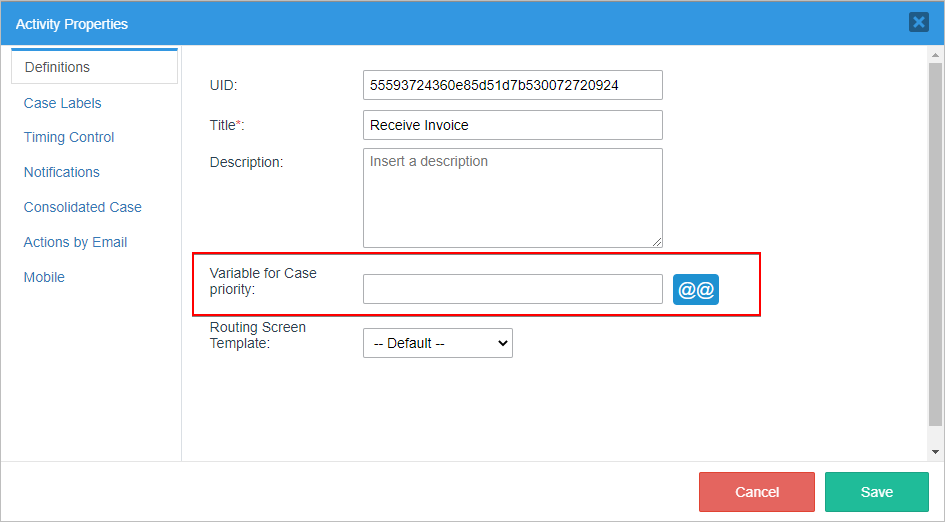 Activity Properties
Definitions
Case Labels
Timing Control
Notifications
Consolidated Case
Actions by Email
Mobile
UID: 55593724360e85d51d7b530072720924
Title*: Receive Invoice
Description: Insert a description
Variable for Case
priority: @@
Routing Screen
Template: -- Default --
Cancel Save